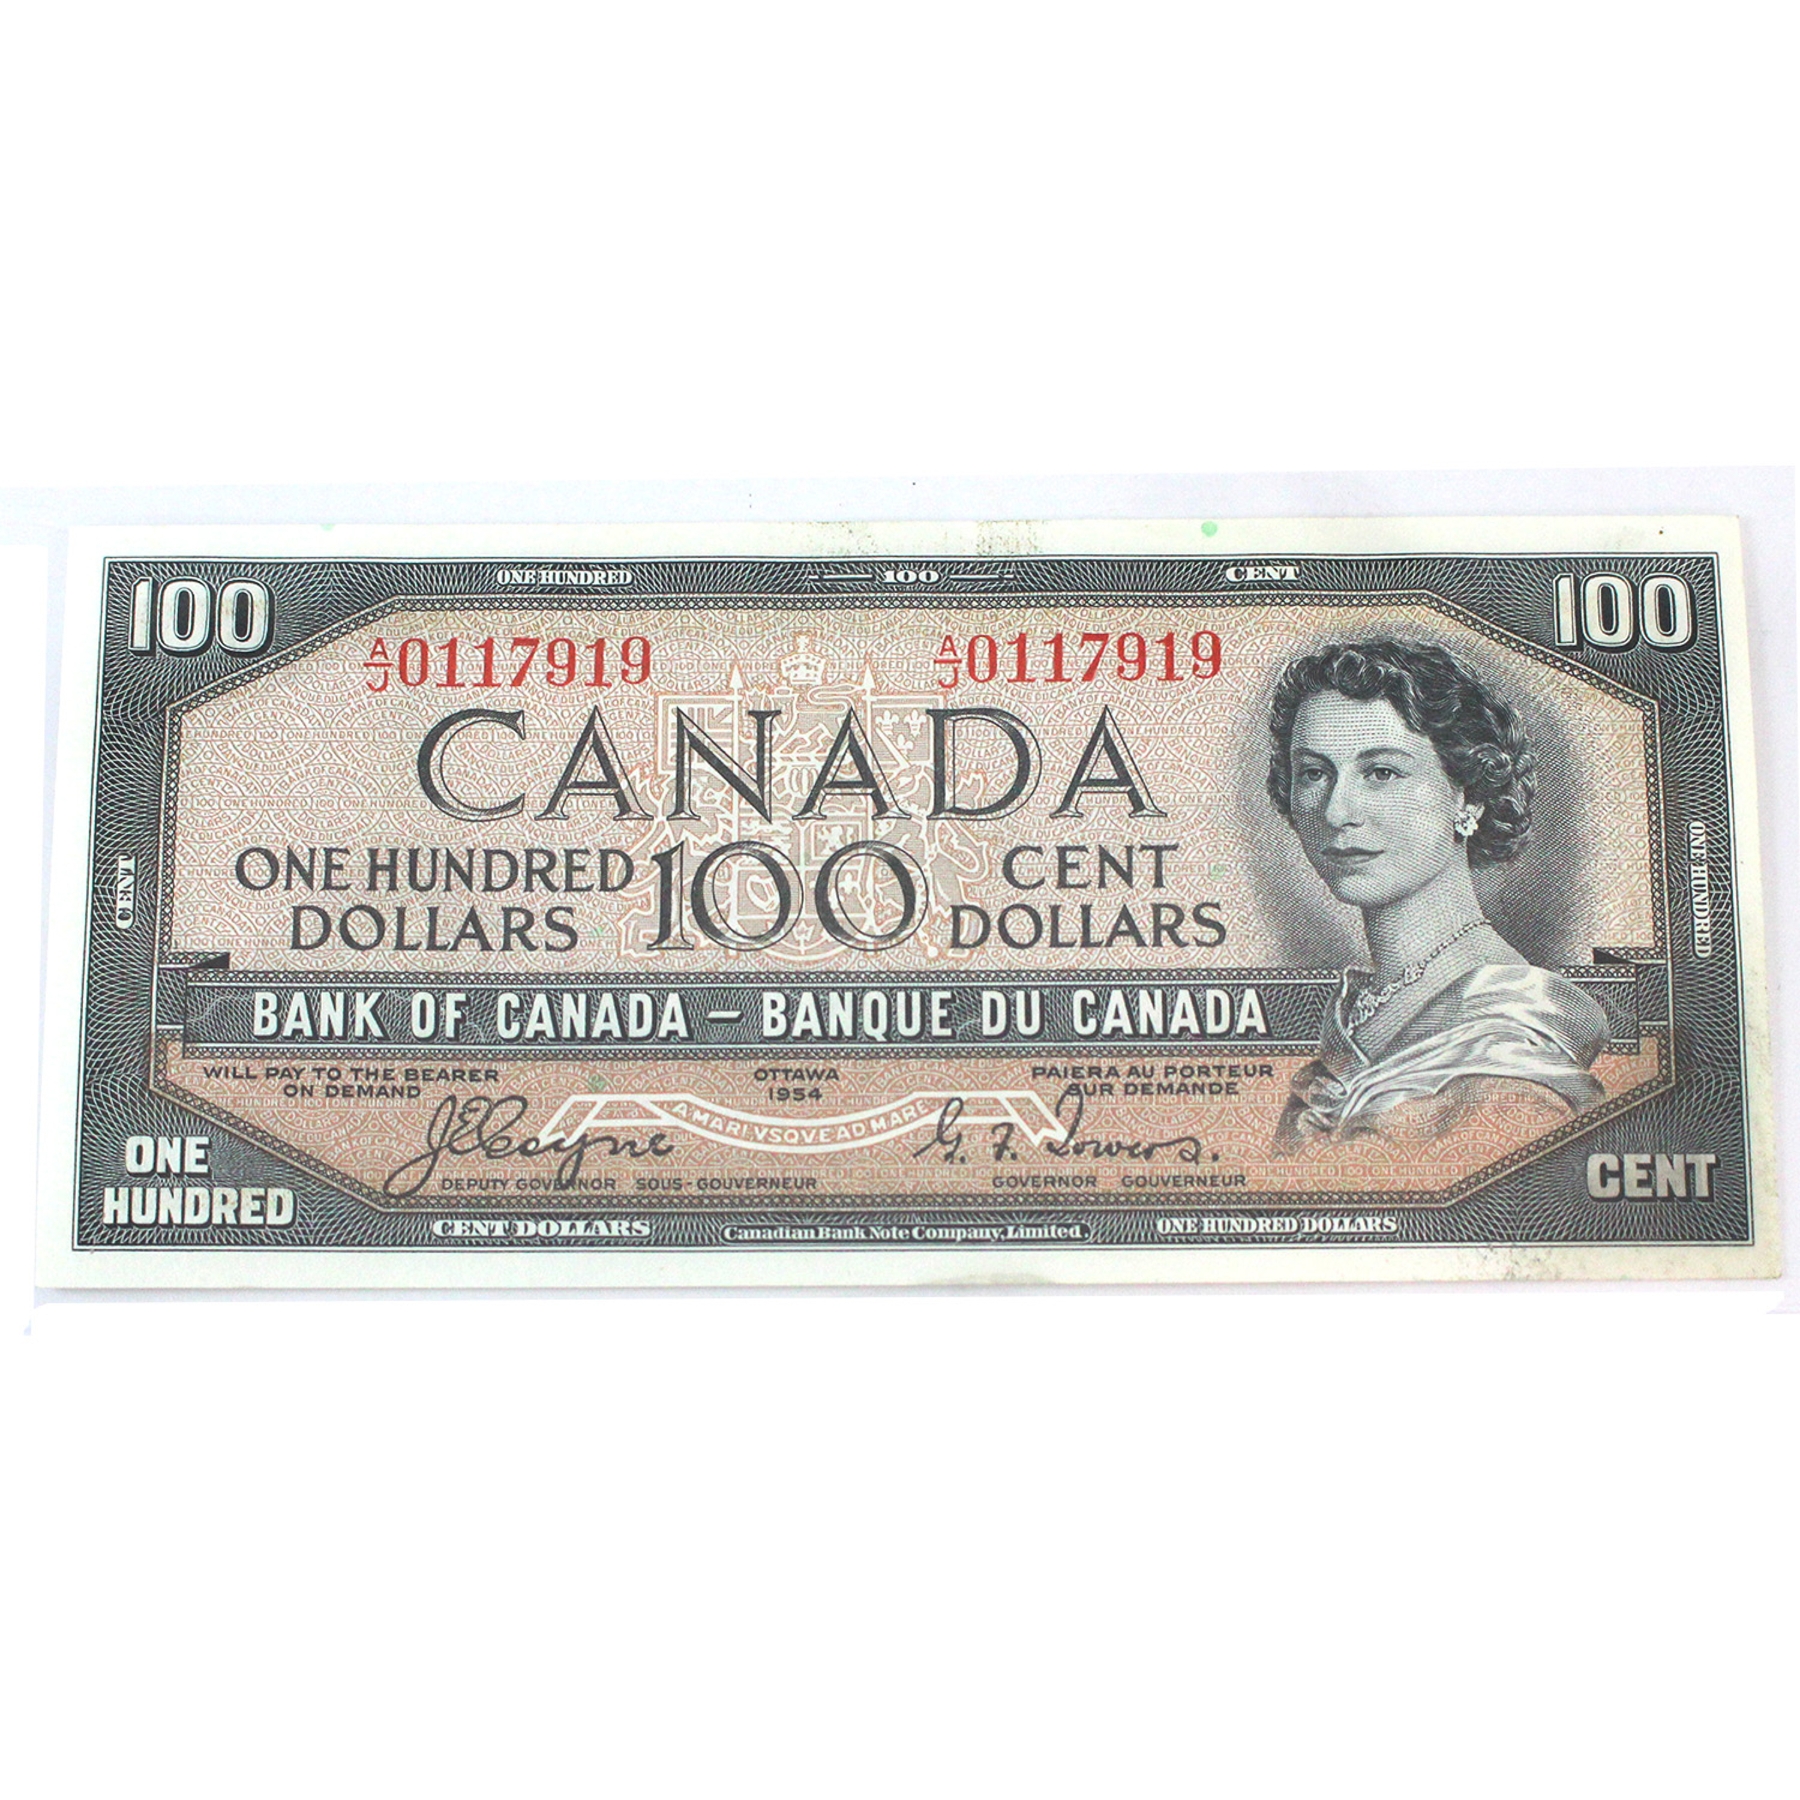 ONE HUNDRED 100 CENT
100 100
A/J 0117919 A/J 0117919
CANADA
ONE HUNDRED DOLLARS 100 CENT DOLLARS
CENT
ONE HUNDRED
BANK OF CANADA – BANQUE DU CANADA
WILL PAY TO THE BEARER ON DEMAND
OTTAWA
1954
PAIERA AU PORTEUR SUR DEMANDE
A MARI VSQVE AD MARE
J E Coyne
G. F. Towers.
DEPUTY GOVERNOR SOUS-GOUVERNEUR
GOVERNOR GOUVERNEUR
ONE HUNDRED
CENT
CENT DOLLARS Canadian Bank Note Company, Limited. ONE HUNDRED DOLLARS